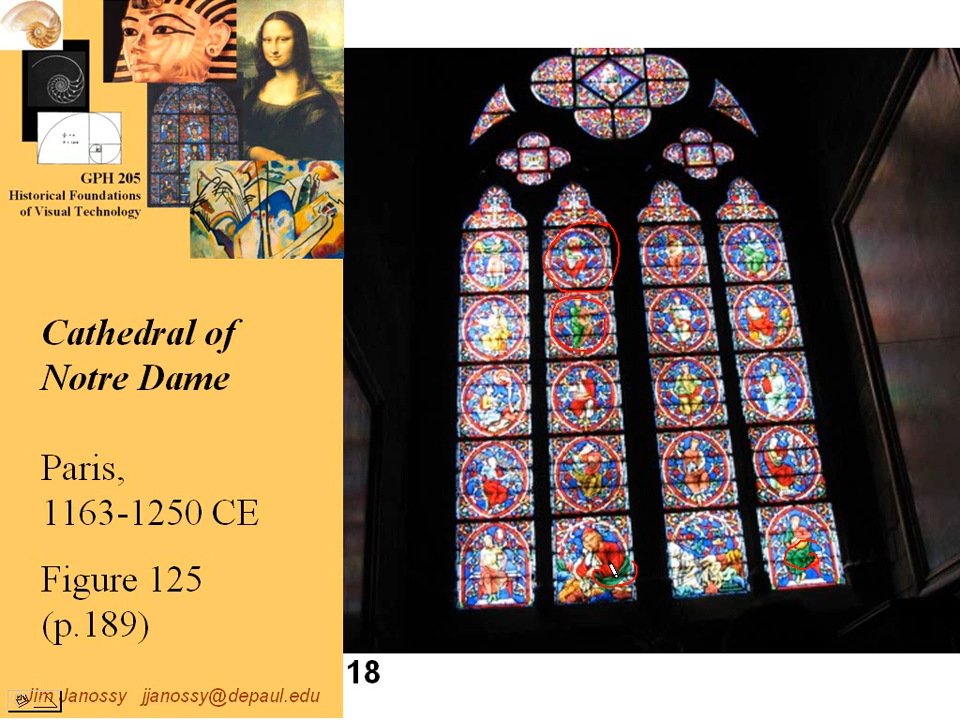 GPH 205
Historical Foundations
of Visual Technology
Cathedral of
Notre Dame
Paris,
1163-1250 CE
Figure 125
(p.189)
18
Jim Janossy jjanossy@depaul.edu